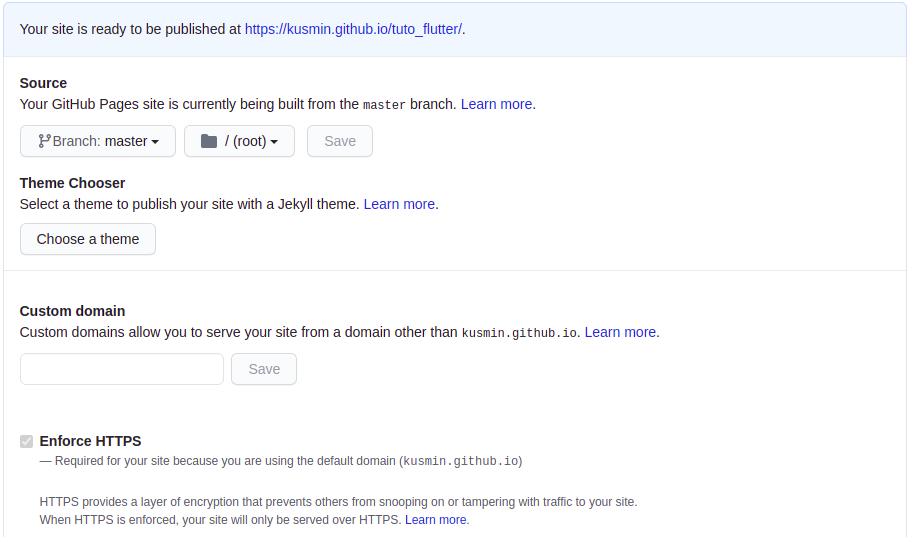 Your site is ready to be published at https://kusmin.github.io/tuto_flutter/.
Source
Your GitHub Pages site is currently being built from the master branch. Learn more.
Branch: master / (root) Save
Theme Chooser
Select a theme to publish your site with a Jekyll theme. Learn more.
Choose a theme
Custom domain
Custom domains allow you to serve your site from a domain other than kusmin.github.io. Learn more.
Save
Enforce HTTPS
— Required for your site because you are using the default domain (kusmin.github.io)
HTTPS provides a layer of encryption that prevents others from snooping on or tampering with traffic to your site.
When HTTPS is enforced, your site will only be served over HTTPS. Learn more.